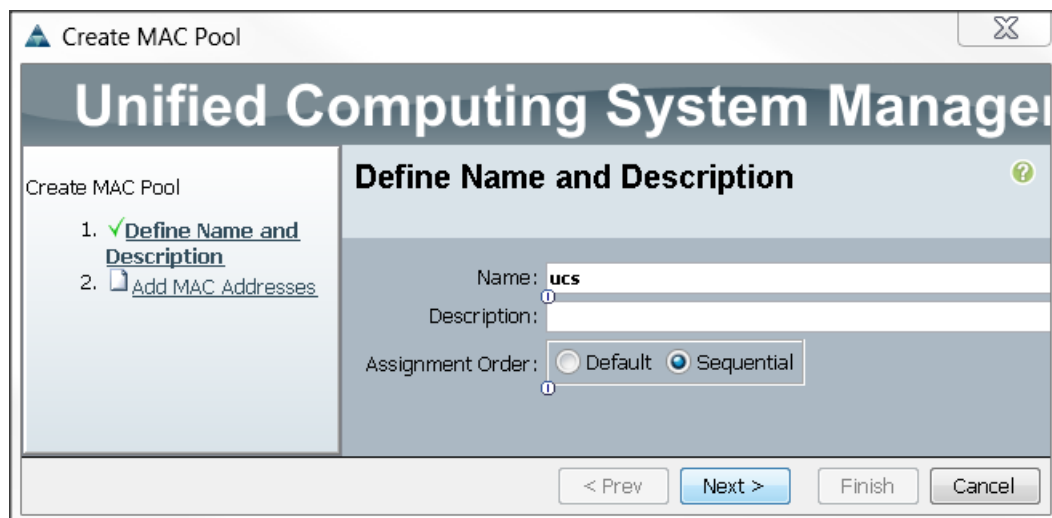 Create MAC Pool
Unified Computing System Manager
Create MAC Pool
1. Define Name and
Description
2. Add MAC Addresses
Define Name and Description
Name: ucs
Description:
Assignment Order: Default Sequential
< Prev Next > Finish Cancel